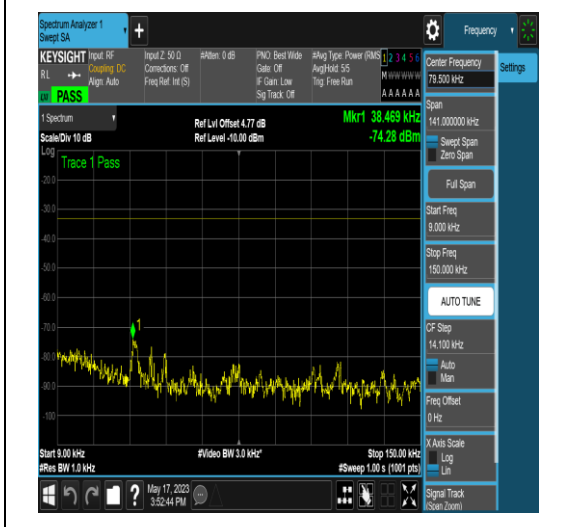 Spectrum Analyzer 1
Swept SA
+
Frequency
KEYSIGHT
RL
PASS
Input: RF
Coupling: DC
Align: Auto
Input Z: 50 Ω
Corrections: Off
Freq Ref: Int (S)
#Atten: 0 dB
PNO: Best Wide
Gate: Off
IF Gain: Low
Sig Track: Off
#Avg Type: Power (RMS
Avg|Hold: 5/5
Trig: Free Run
1 2 3 4 5 6
M W W W W W
A A A A A A
1 Spectrum
Scale/Div 10 dB
Log
Ref Lvl Offset 4.77 dB
Ref Level -10.00 dBm
Mkr1 38.469 kHz
-74.28 dBm
Trace 1 Pass
-20.0
-30.0
-40.0
-50.0
-60.0
-70.0
-80.0
-90.0
-100
1
Start 9.00 kHz
#Res BW 1.0 kHz
#Video BW 3.0 kHz*
Stop 150.00 kHz
#Sweep 1.00 s (1001 pts)
Center Frequency
79.500 kHz
Settings
Span
141.000000 kHz
Swept Span
Zero Span
Full Span
Start Freq
9.000 kHz
Stop Freq
150.000 kHz
AUTO TUNE
CF Step
14.100 kHz
Auto
Man
Freq Offset
0 Hz
X Axis Scale
Log
Lin
Signal Track
(Span Zoom)
?
May 17, 2023
3:52:44 PM